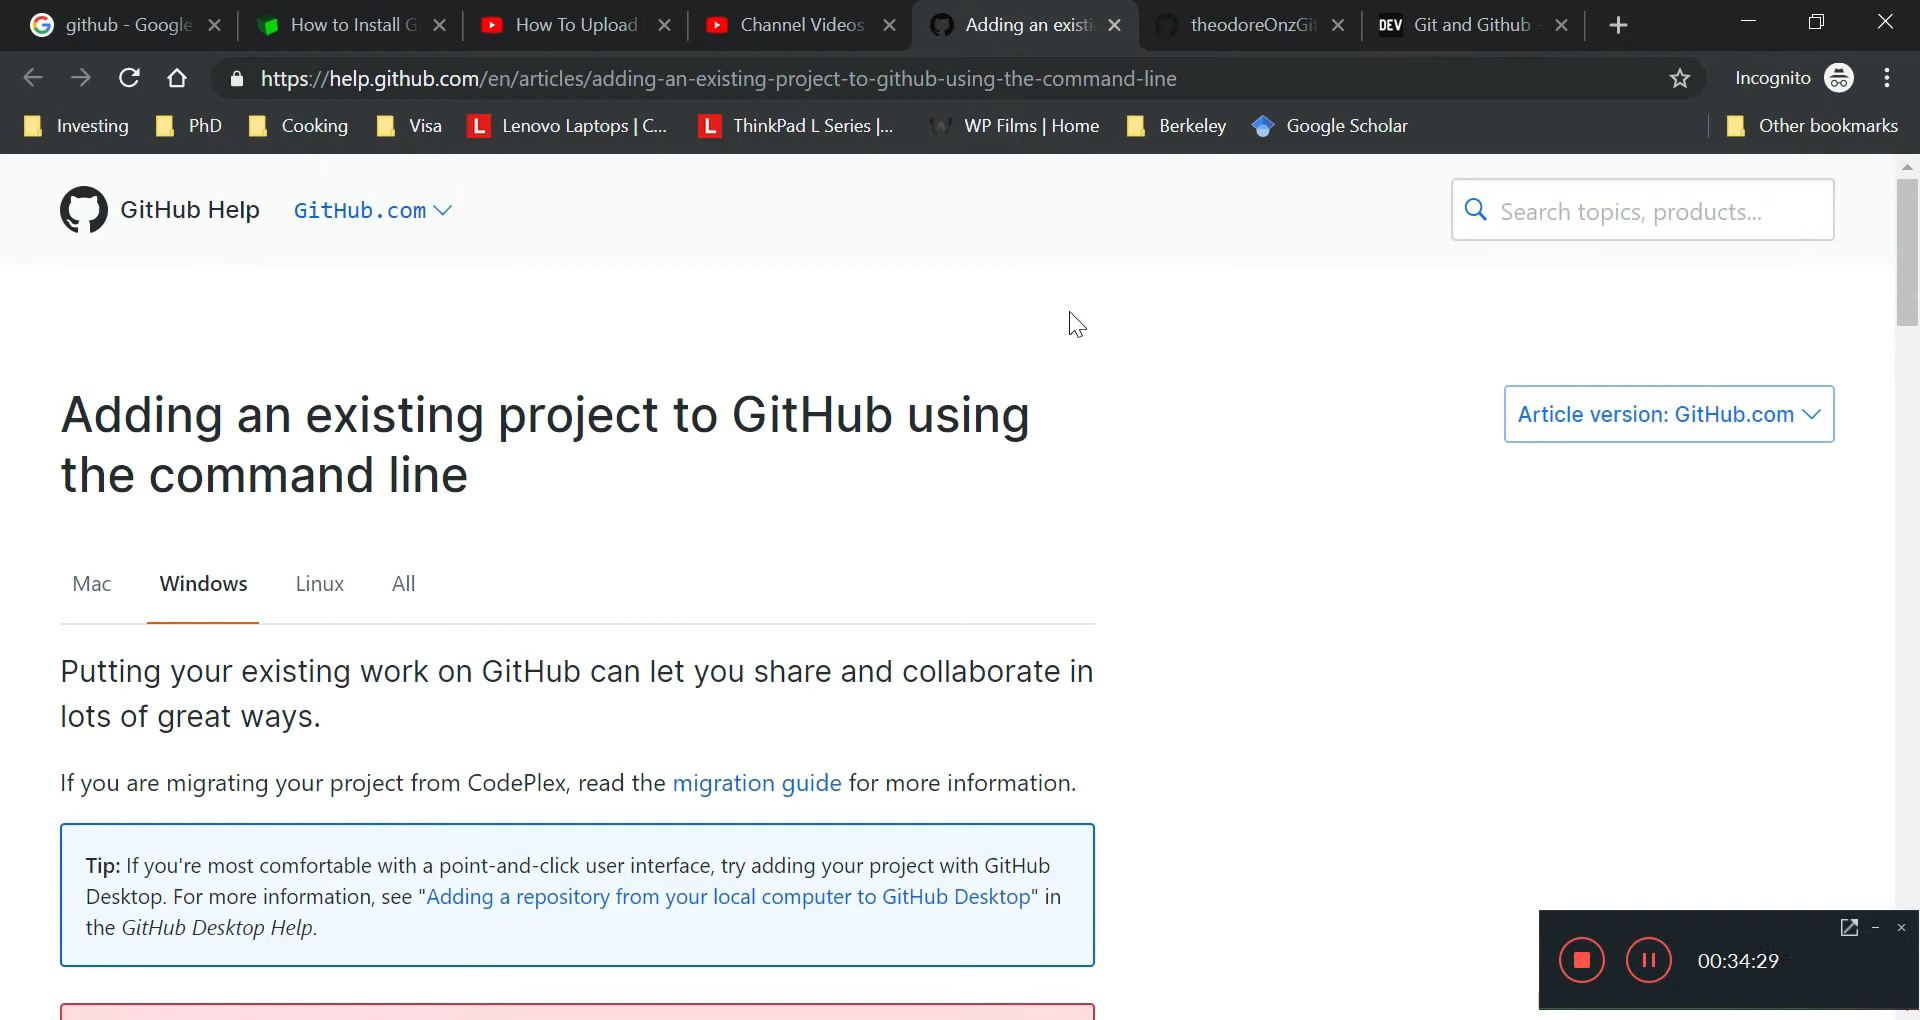 github - Google
How to Install G
How To Upload
Channel Videos
Adding an existi
theodoreOnzGit
DEV Git and Github -
https://help.github.com/en/articles/adding-an-existing-project-to-github-using-the-command-line
Incognito
Investing
PhD
Cooking
Visa
L Lenovo Laptops | C...
L ThinkPad L Series |...
WP Films | Home
Berkeley
Google Scholar
Other bookmarks
GitHub Help
GitHub.com
Search topics, products...
Adding an existing project to GitHub using
the command line
Article version: GitHub.com
Mac
Windows
Linux
All
Putting your existing work on GitHub can let you share and collaborate in
lots of great ways.
If you are migrating your project from CodePlex, read the migration guide for more information.
Tip: If you're most comfortable with a point-and-click user interface, try adding your project with GitHub
Desktop. For more information, see "Adding a repository from your local computer to GitHub Desktop" in
the GitHub Desktop Help.
00:34:29